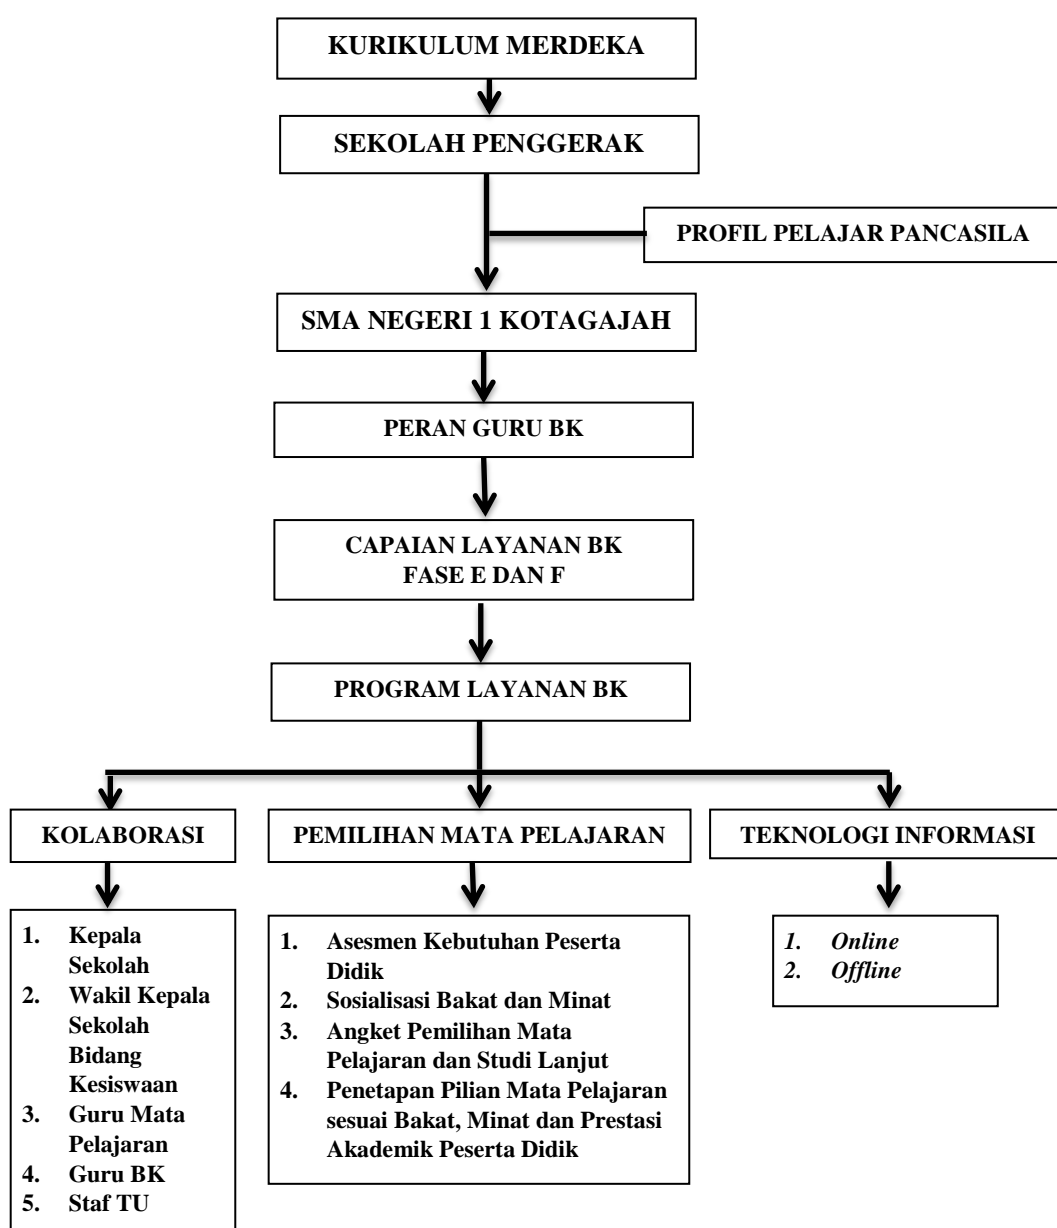 KURIKULUM MERDEKA
SEKOLAH PENGGERAK
PROFIL PELAJAR PANCASILA
SMA NEGERI 1 KOTAGAJAH
PERAN GURU BK
CAPAIAN LAYANAN BK
FASE E DAN F
PROGRAM LAYANAN BK
KOLABORASI
PEMILIHAN MATA PELAJARAN
TEKNOLOGI INFORMASI
1. Kepala
Sekolah
2. Wakil Kepala
Sekolah
Bidang
Kesiswaan
3. Guru Mata
Pelajaran
4. Guru BK
5. Staf TU
1. Asesmen Kebutuhan Peserta
Didik
2. Sosialisasi Bakat dan Minat
3. Angket Pemilihan Mata
Pelajaran dan Studi Lanjut
4. Penetapan Pilian Mata Pelajaran
sesuai Bakat, Minat dan Prestasi
Akademik Peserta Didik
1. Online
2. Offline